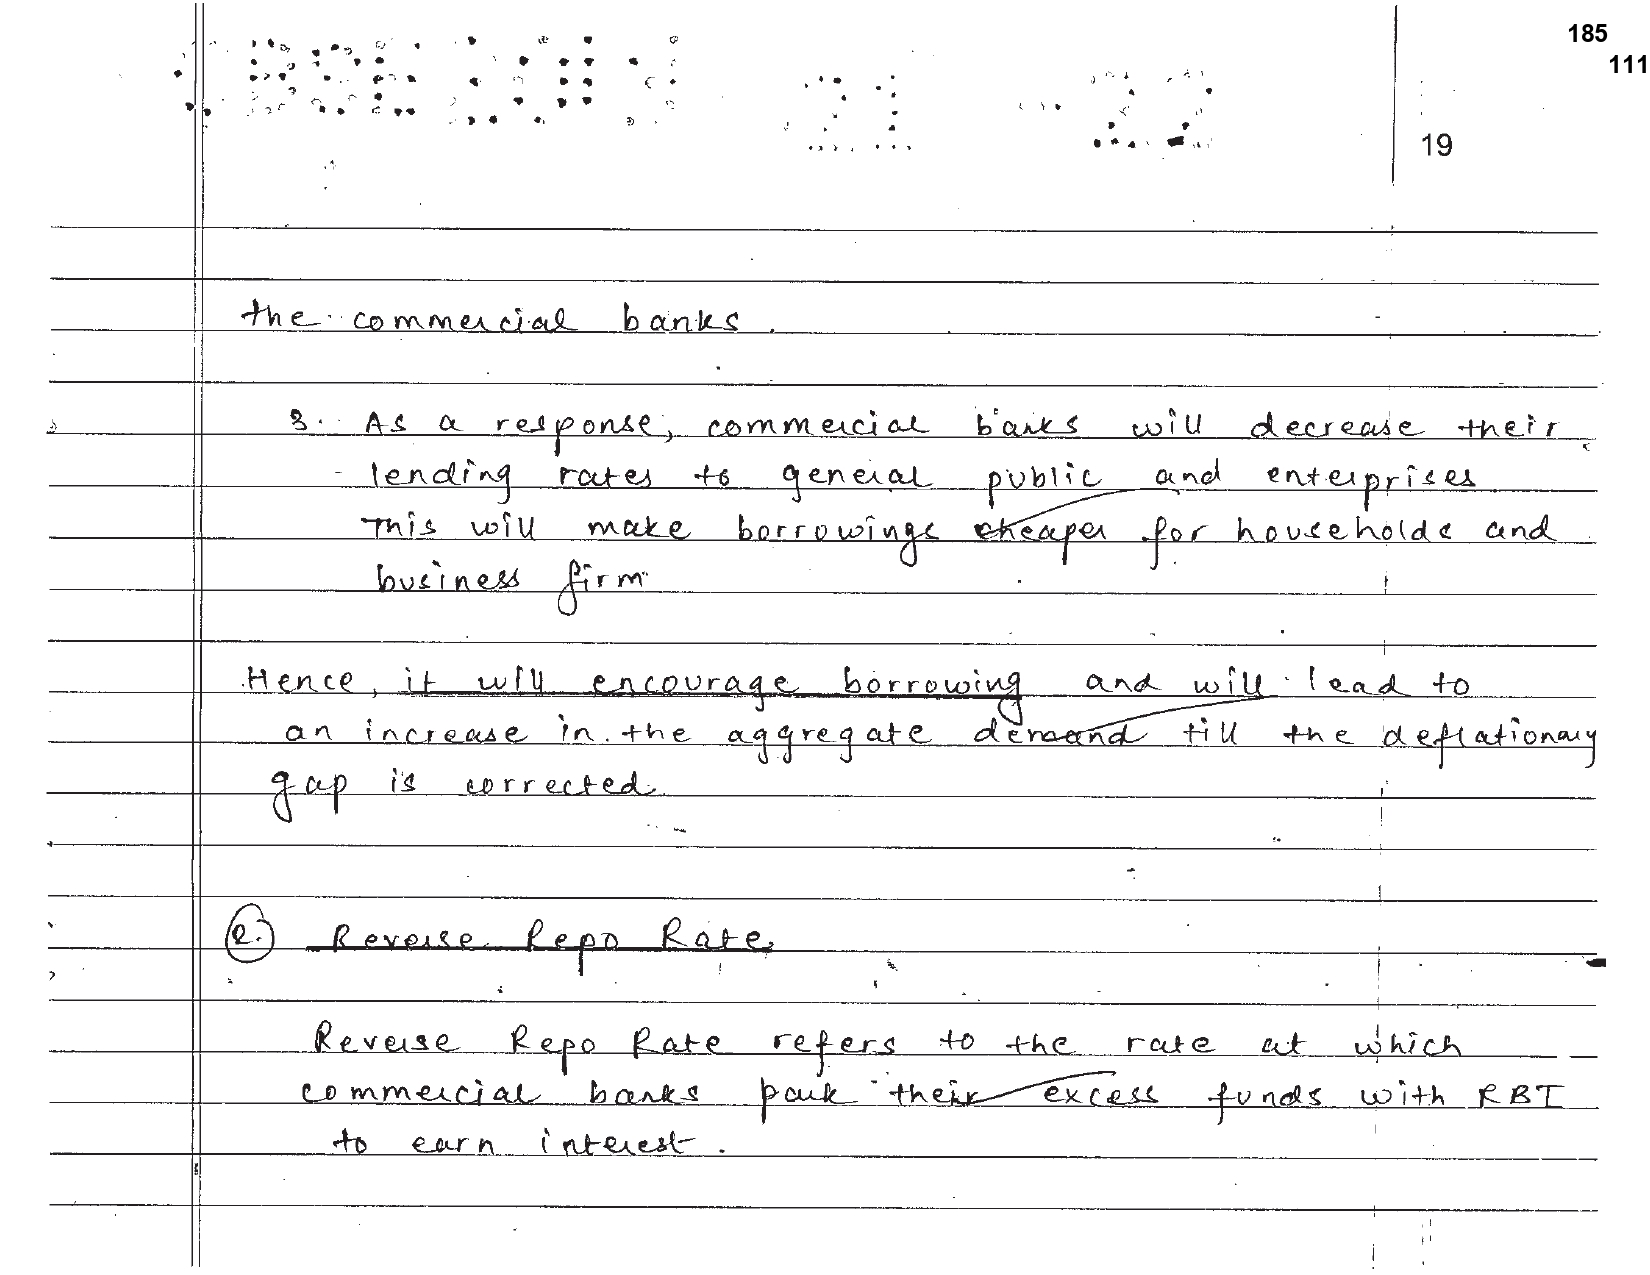 185
111
CBSE DELHI 21 - 22
19
the commercial banks.
3. As a response, commercial banks will decrease their
lending rates to general public and enterprises
This will make borrowings cheaper for households and
business firm
Hence, it will encourage borrowing and will lead to
an increase in the aggregate demand till the deflationary
gap is corrected.
2. Reverse Repo Rate
Reverse Repo Rate refers to the rate at which
commercial banks park their excess funds with RBI
to earn interest.